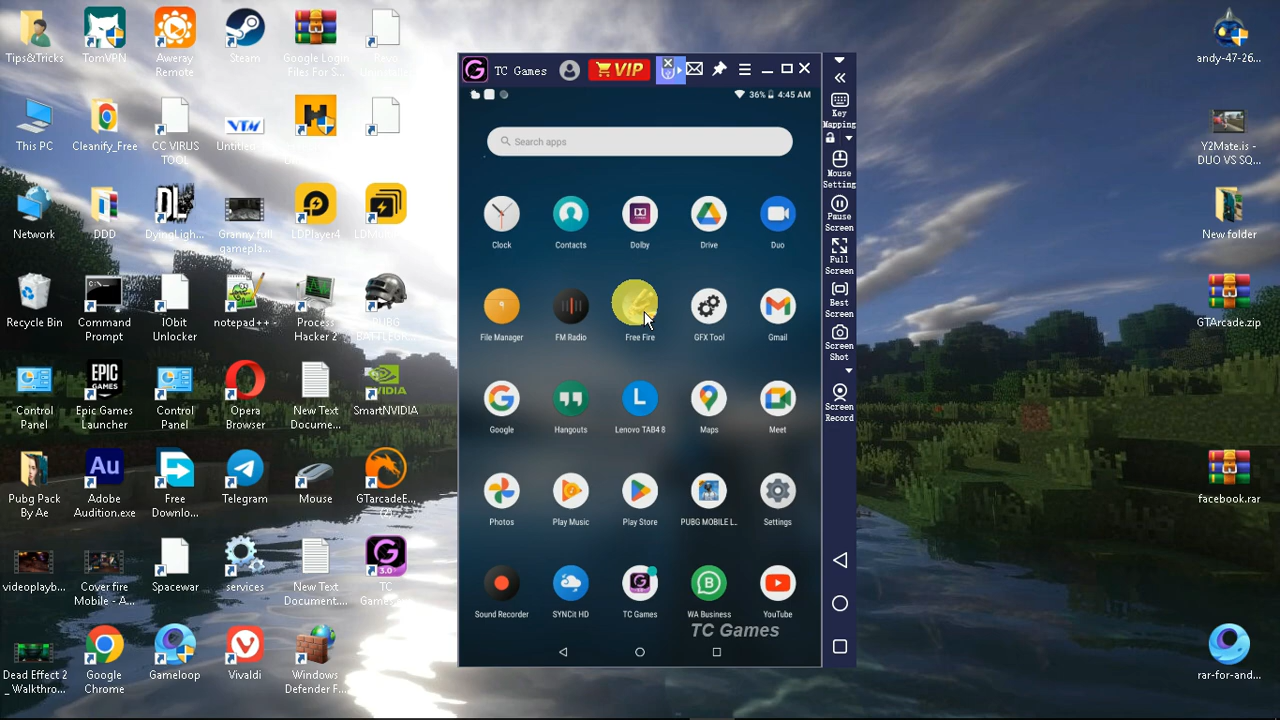 Tips&Tricks
TomVPN
Aweray
Remote
Steam
Google Login
Files For S...
This PC
Cleanify_Free
CC VIRUS
TOOL
Network
DDD
DyingLigh...
Granny full
gamepla...
LDPlayer4
Recycle Bin
Command
Prompt
IObit
Unlocker
notepad++ -
Process
Hacker 2
Control
Panel
Epic Games
Launcher
Control
Panel
Opera
Browser
New Text
Docume...
SmartNVIDIA
Pubg Pack
By Ae
Adobe
Audition.exe
Free
Downlo...
Telegram
Mouse
GTarcadeE...
videoplayb...
Cover fire
Mobile - A...
Spacewar
services
New Text
Document....
TC
Dead Effect 2
_ Walkthro...
Google
Chrome
Gameloop
Vivaldi
Windows
Defender F...
TC Games
VIP
36%
4:45 AM
Search apps
Clock
Contacts
Dolby
Drive
Duo
File Manager
FM Radio
Free Fire
GFX Tool
Gmail
Google
Hangouts
Lenovo TAB4 8
Maps
Meet
Photos
Play Music
Play Store
PUBG MOBILE L..
Settings
Sound Recorder
SYNCit HD
TC Games
WA Business
YouTube
TC Games
Key
Mapping
Mouse
Setting
Pause
Screen
Full
Screen
Best
Screen
Screen
Shot
Screen
Record
andy-47-26...
Y2Mate.is -
DUO VS SQ...
New folder
GTArcade.zip
facebook.rar
rar-for-and...